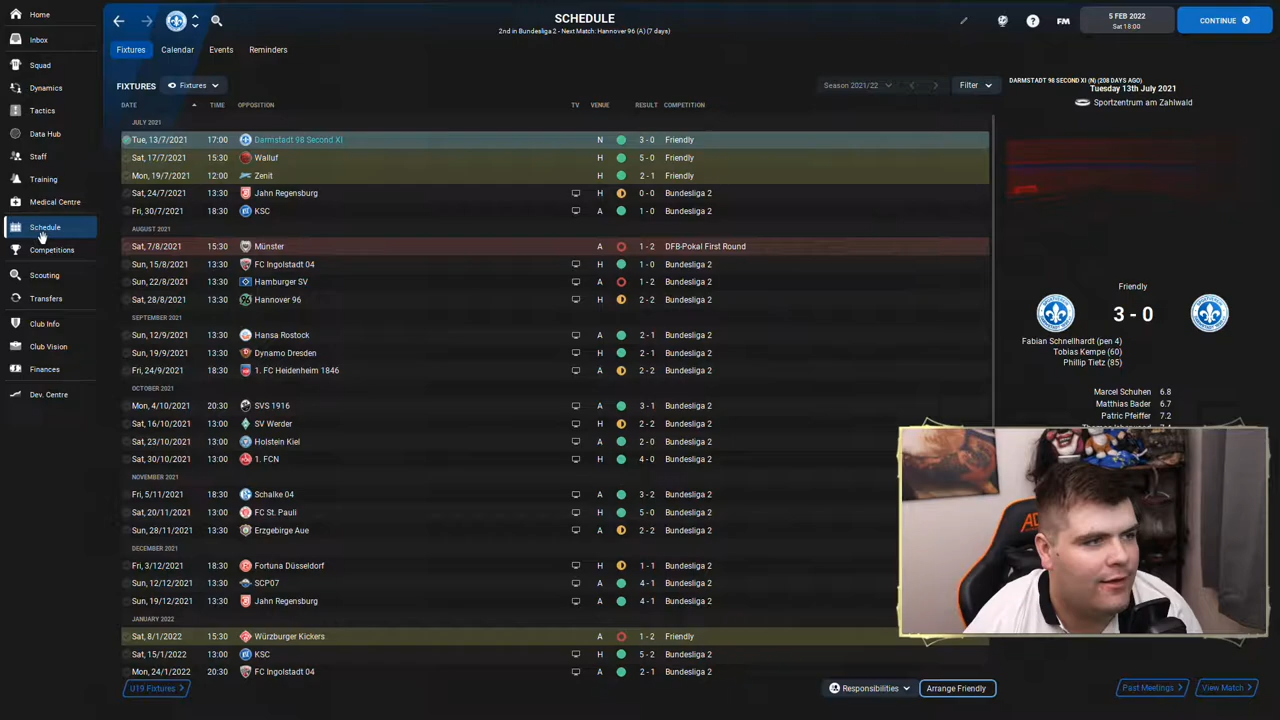 Home
Inbox
Squad
Dynamics
Tactics
Data Hub
Staff
Training
Medical Centre
Schedule
Competitions
Scouting
Transfers
Club Info
Club Vision
Finances
Dev. Centre
SCHEDULE
2nd in Bundesliga 2 - Next Match: Hannover 96 (A) (7 days)
FM
5 FEB 2022
Sat 18:00
CONTINUE
Fixtures Calendar Events Reminders
FIXTURES Fixtures Season 2021/22 Filter
DATE TIME OPPOSITION TV VENUE RESULT COMPETITION
JULY 2021
Tue, 13/7/2021 17:00 Darmstadt 98 Second XI N 3 - 0 Friendly
Sat, 17/7/2021 15:30 Walluf H 5 - 0 Friendly
Mon, 19/7/2021 12:00 Zenit H 2 - 1 Friendly
Sat, 24/7/2021 13:30 Jahn Regensburg H 0 - 0 Bundesliga 2
Fri, 30/7/2021 18:30 KSC A 1 - 0 Bundesliga 2
AUGUST 2021
Sat, 7/8/2021 15:30 Münster A 1 - 2 DFB-Pokal First Round
Sun, 15/8/2021 13:30 FC Ingolstadt 04 H 1 - 0 Bundesliga 2
Sun, 22/8/2021 13:30 Hamburger SV A 1 - 2 Bundesliga 2
Sat, 28/8/2021 13:30 Hannover 96 H 2 - 2 Bundesliga 2
SEPTEMBER 2021
Sun, 12/9/2021 13:30 Hansa Rostock A 2 - 1 Bundesliga 2
Sun, 19/9/2021 13:30 Dynamo Dresden H 2 - 1 Bundesliga 2
Fri, 24/9/2021 18:30 1. FC Heidenheim 1846 A 2 - 2 Bundesliga 2
OCTOBER 2021
Mon, 4/10/2021 20:30 SVS 1916 A 3 - 1 Bundesliga 2
Sat, 16/10/2021 13:00 SV Werder H 2 - 2 Bundesliga 2
Sat, 23/10/2021 13:00 Holstein Kiel A 2 - 0 Bundesliga 2
Sat, 30/10/2021 13:00 1. FCN H 4 - 0 Bundesliga 2
NOVEMBER 2021
Fri, 5/11/2021 18:30 Schalke 04 A 3 - 2 Bundesliga 2
Sat, 20/11/2021 13:00 FC St. Pauli H 5 - 0 Bundesliga 2
Sun, 28/11/2021 13:30 Erzgebirge Aue A 2 - 2 Bundesliga 2
DECEMBER 2021
Fri, 3/12/2021 18:30 Fortuna Düsseldorf H 1 - 1 Bundesliga 2
Sun, 12/12/2021 13:30 SCP07 A 4 - 1 Bundesliga 2
Sun, 19/12/2021 13:30 Jahn Regensburg A 4 - 1 Bundesliga 2
JANUARY 2022
Sat, 8/1/2022 15:30 Würzburger Kickers A 1 - 2 Friendly
Sat, 15/1/2022 13:00 KSC H 5 - 2 Bundesliga 2
Mon, 24/1/2022 20:30 FC Ingolstadt 04 A 2 - 1 Bundesliga 2
U19 Fixtures Responsibilities Arrange Friendly
DARMSTADT 98 SECOND XI (N) (208 DAYS AGO)
Tuesday 13th July 2021
Sportzentrum am Zahlwald
Friendly
3 - 0
Fabian Schnellhardt (pen 4)
Tobias Kempe (60)
Phillip Tietz (85)
Marcel Schuhen 6.8
Matthias Bader 6.7
Patric Pfeiffer 7.2
Past Meetings View Match